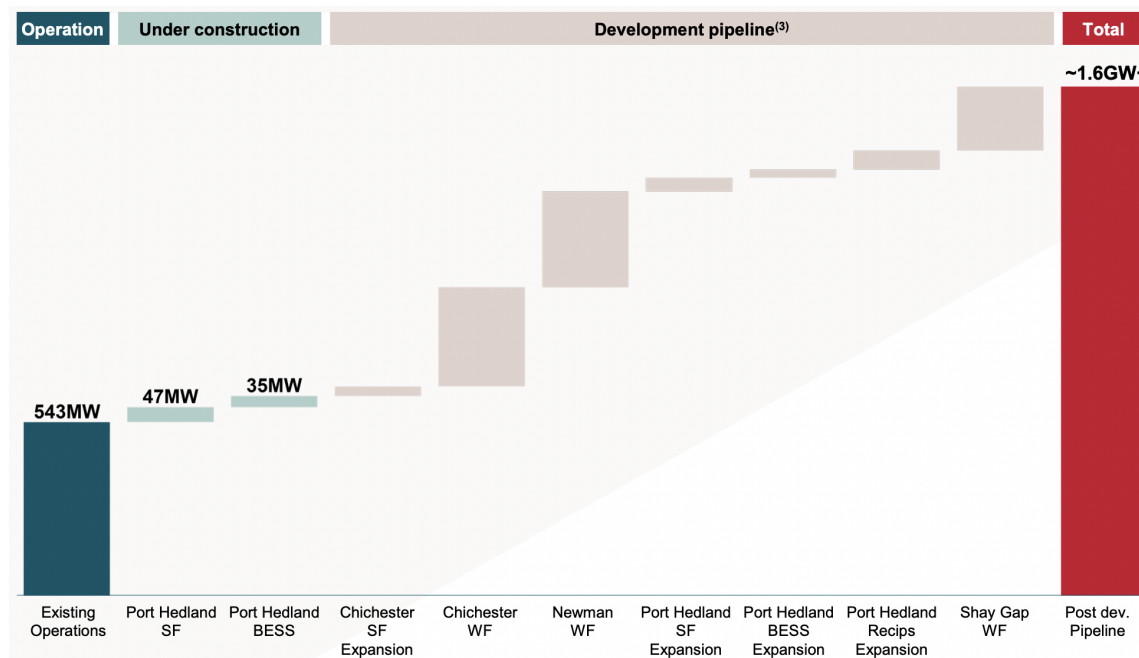 Operation
Under construction
Development pipeline(3)
Total
~1.6GW
543MW
47MW
35MW
Existing
Operations
Port Hedland
SF
Port Hedland
BESS
Chichester
SF
Expansion
Chichester
WF
Newman
WF
Port Hedland
SF
Expansion
Port Hedland
BESS
Expansion
Port Hedland
Recips
Expansion
Shay Gap
WF
Post dev.
Pipeline